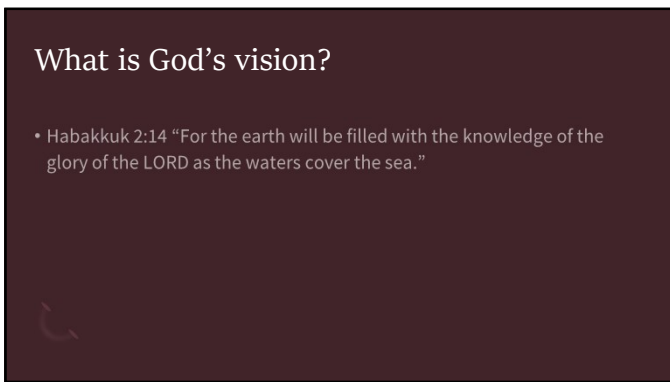 What is God’s vision?
• Habakkuk 2:14 “For the earth will be filled with the knowledge of the
glory of the LORD as the waters cover the sea.”